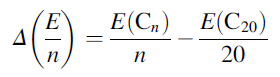 Δ(E/n) = E(Cₙ)/n − E(C₂₀)/20